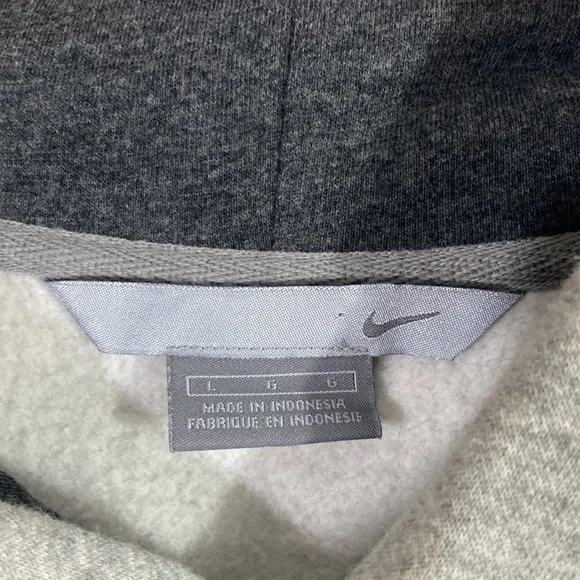 L G G
MADE IN INDONESIA
FABRIQUE EN INDONESIE